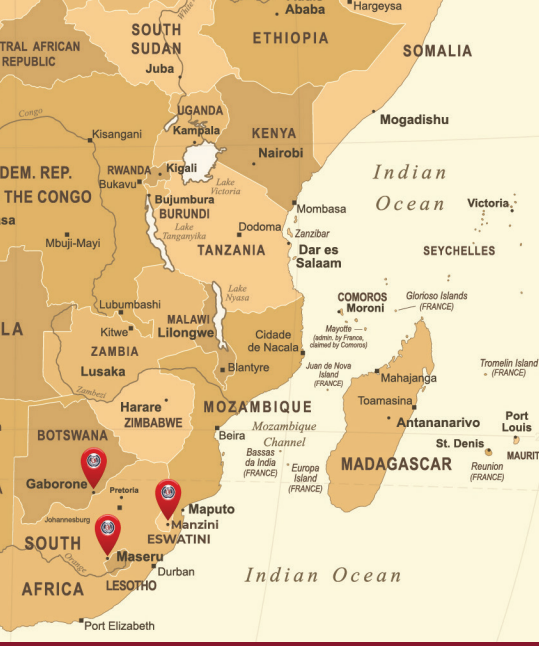 White
Ababa
Hargeysa
SOUTH
SUDAN
ETHIOPIA
TRAL AFRICAN
REPUBLIC
SOMALIA
Juba
UGANDA
Congo
Kampala
Mogadishu
Kisangani
KENYA
Nairobi
DEM. REP.
THE CONGO
RWANDA
Kigali
Bukavu
Lake
Victoria
Indian
Ocean
Victoria
Bujumbura
BURUNDI
Mombasa
sa
Lake
Tanganyika
Dodoma
Zanzibar
Mbuji-Mayi
TANZANIA
Dar es
Salaam
SEYCHELLES
Lake
Nyasa
COMOROS
Moroni
Glorioso Islands
(FRANCE)
Lubumbashi
MALAWI
Lilongwe
Mayotte
(admin. by France,
claimed by Comoros)
LA
Kitwe
Cidade
de Nacala
ZAMBIA
Lusaka
Blantyre
Juan de Nova
Island
(FRANCE)
Tromelin Island
(FRANCE)
Mahajanga
Zambezi
Harare
ZIMBABWE
MOZAMBIQUE
Toamasina
Antananarivo
Port
Louis
BOTSWANA
Beira
Mozambique
Channel
St. Denis
MAURIT
Bassas
da India
(FRANCE)
Europa
Island
(FRANCE)
MADAGASCAR
Reunion
(FRANCE)
Gaborone
Pretoria
Johannesburg
Maputo
Manzini
ESWATINI
SOUTH
AFRICA
Orange
Maseru
LESOTHO
Durban
Indian Ocean
Port Elizabeth